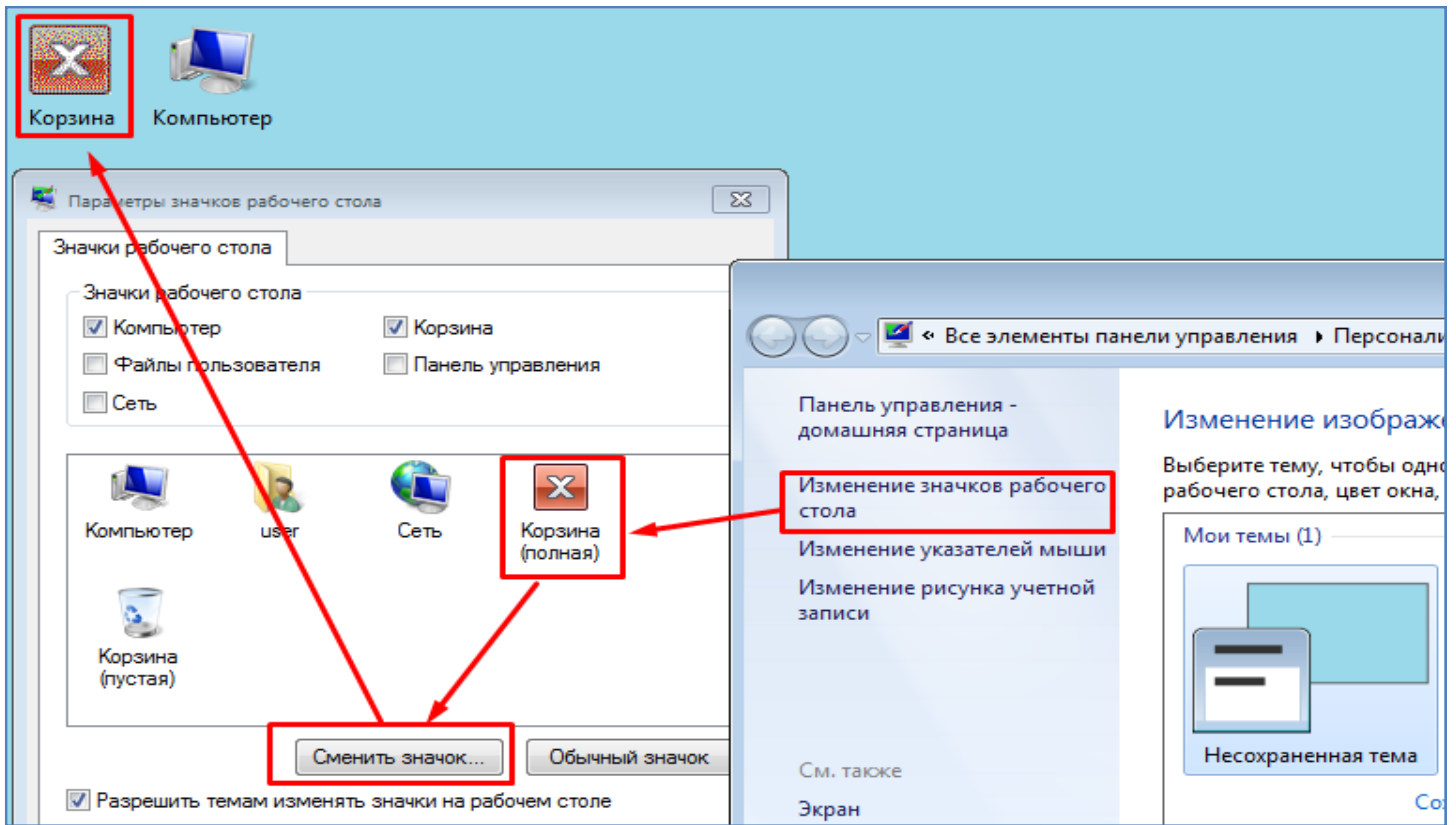 Корзина
Компьютер
Параметры значков рабочего стола
Значки рабочего стола
Значки рабочего стола
Компьютер
Корзина
Файлы пользователя
Панель управления
Сеть
Компьютер
user
Сеть
Корзина
(полная)
Корзина
(пустая)
Сменить значок...
Обычный значок
Разрешить темам изменять значки на рабочем столе
« Все элементы панели управления
Персонали
Панель управления -
домашняя страница
Изменение значков рабочего
стола
Изменение указателей мыши
Изменение рисунка учетной
записи
См. также
Экран
Изменение изображ
Выберите тему, чтобы одно
рабочего стола, цвет окна,
Мои темы (1)
Несохраненная тема
Со